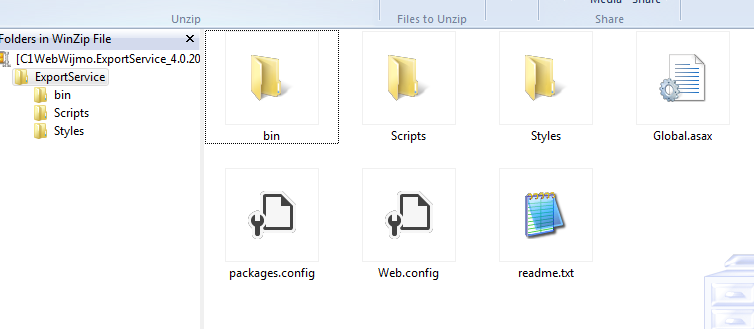 Media Share
Unzip
Files to Unzip
Share
Folders in WinZip File
[C1WebWijmo.ExportService_4.0.20
ExportService
bin
Scripts
Styles
bin
Scripts
Styles
Global.asax
packages.config
Web.config
readme.txt